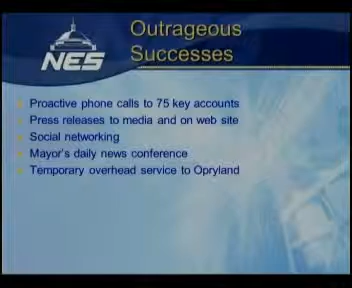 Outrageous
Successes
NES
Proactive phone calls to 75 key accounts
Press releases to media and on web site
Social networking
Mayor's daily news conference
Temporary overhead service to Opryland